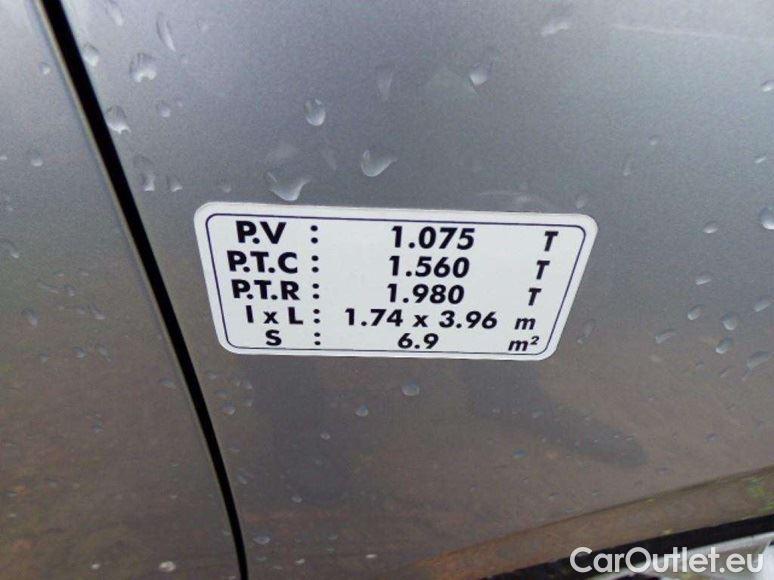 P.V : 1.075 T
P.T.C : 1.560 T
P.T.R : 1.980 T
l x L : 1.74 x 3.96 m
S : 6.9 m²
CarOutlet.eu